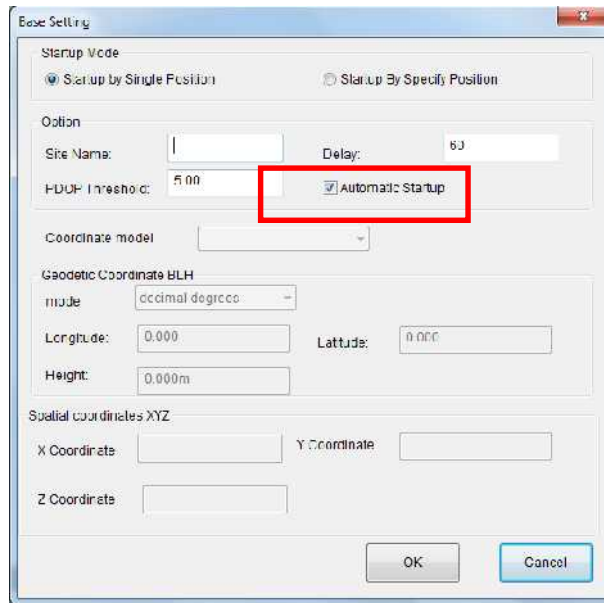 Base Setting
Startup Mode
Startup by Single Position
Startup By Specify Position
Option
Site Name:
Delay:
60
PDOP Threshold:
5.00
Automatic Startup
Coordinate model
Geodetic Coordinate BLH
mode
decimal degrees
Longitude:
0.000
Latitude:
0.000
Height:
0.000m
Spatial coordinates XYZ
X Coordinate
Y Coordinate
Z Coordinate
OK
Cancel